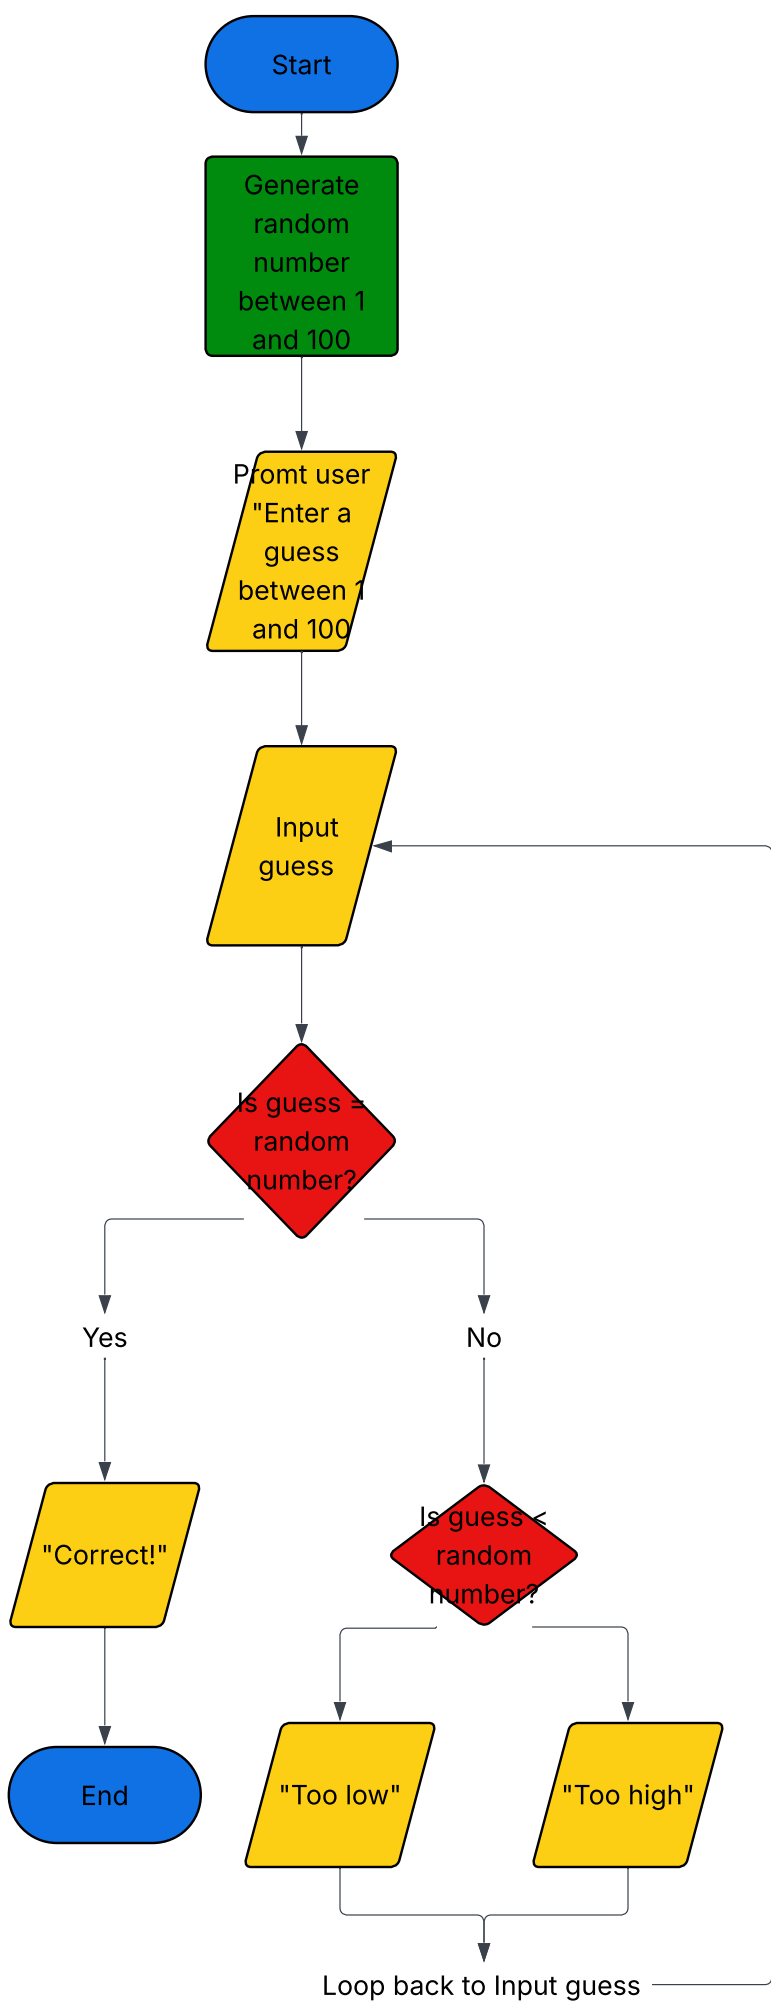 Start
Generate
random
number
between 1
and 100
Promt user
"Enter a
guess
between 1
and 100
Input
guess
Is guess =
random
number?
Yes
No
"Correct!"
Is guess <
random
number?
End
"Too low"
"Too high"
Loop back to Input guess